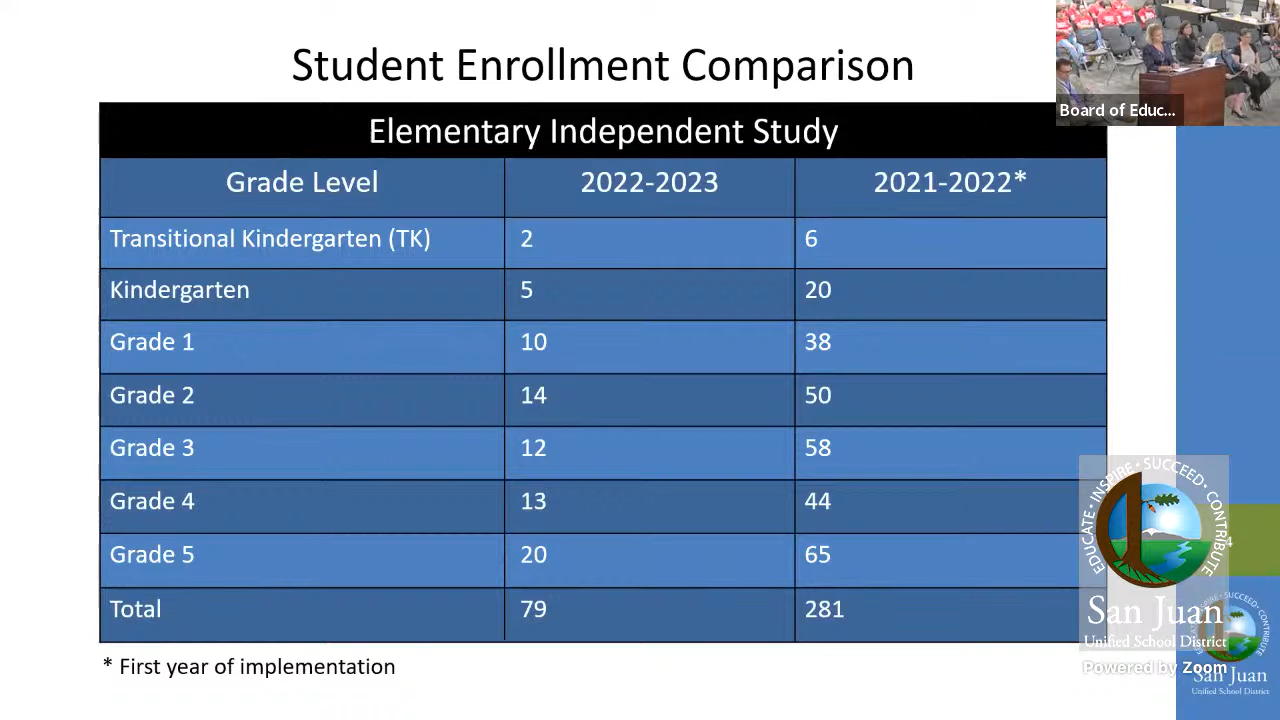 Student Enrollment Comparison
Board of Educ...
Elementary Independent Study
Grade Level 2022-2023 2021-2022*
Transitional Kindergarten (TK) 2 6
Kindergarten 5 20
Grade 1 10 38
Grade 2 14 50
Grade 3 12 58
Grade 4 13 44
Grade 5 20 65
Total 79 281
* First year of implementation
EDUCATE • INSPIRE • SUCCEED • CONTRIBUTE
San Juan
Unified School District
Powered by Zoom
San Juan
Unified School District